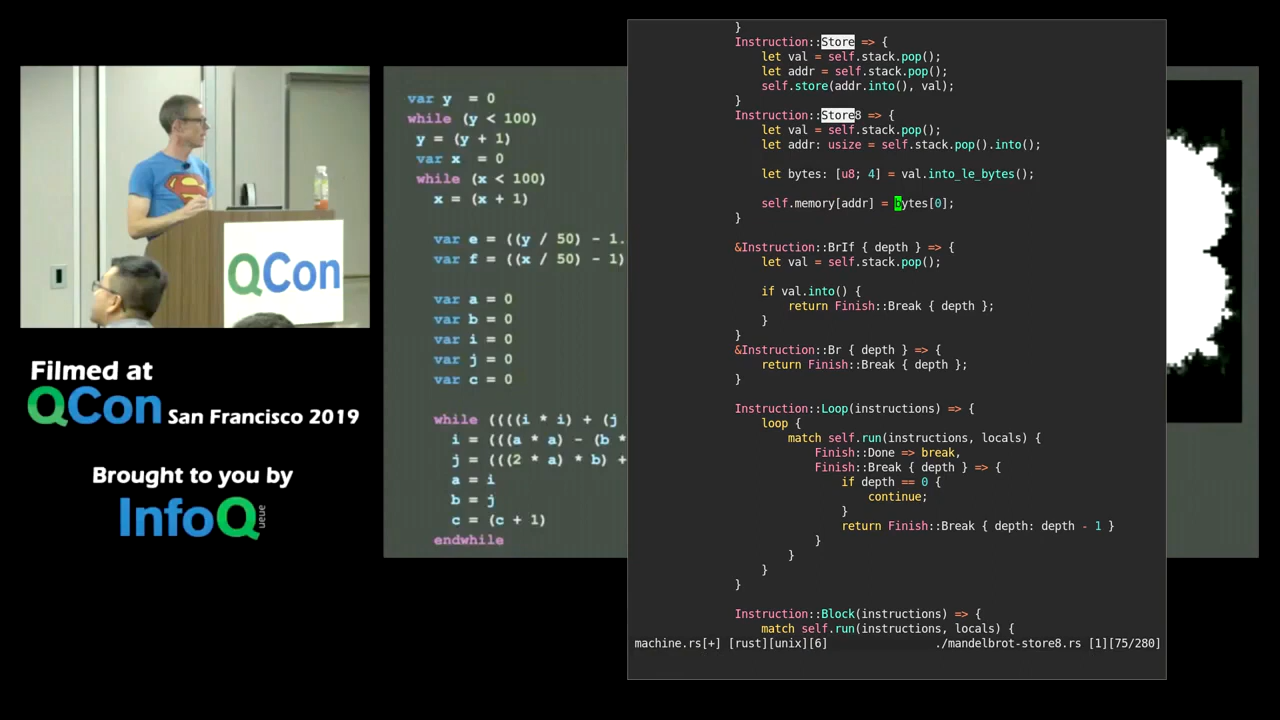 QCon
Filmed at
QCon San Francisco 2019
Brought to you by
InfoQ
queue
var y = 0
while (y < 100)
y = (y + 1)
var x = 0
while (x < 100)
x = (x + 1)
var e = ((y / 50) - 1.
var f = ((x / 50) - 1)
var a = 0
var b = 0
var i = 0
var j = 0
var c = 0
while ((((i * i) + (j
i = (((a * a) - (b *
j = (((2 * a) * b) +
a = i
b = j
c = (c + 1)
endwhile
}
Instruction::Store => {
let val = self.stack.pop();
let addr = self.stack.pop();
self.store(addr.into(), val);
}
Instruction::Store8 => {
let val = self.stack.pop();
let addr: usize = self.stack.pop().into();
let bytes: [u8; 4] = val.into_le_bytes();
self.memory[addr] = bytes[0];
}
&Instruction::BrIf { depth } => {
let val = self.stack.pop();
if val.into() {
return Finish::Break { depth };
}
}
&Instruction::Br { depth } => {
return Finish::Break { depth };
}
Instruction::Loop(instructions) => {
loop {
match self.run(instructions, locals) {
Finish::Done => break,
Finish::Break { depth } => {
if depth == 0 {
continue;
}
return Finish::Break { depth: depth - 1 }
}
}
}
}
Instruction::Block(instructions) => {
match self.run(instructions, locals) {
machine.rs[+] [rust][unix][6] ./mandelbrot-store8.rs [1][75/280]